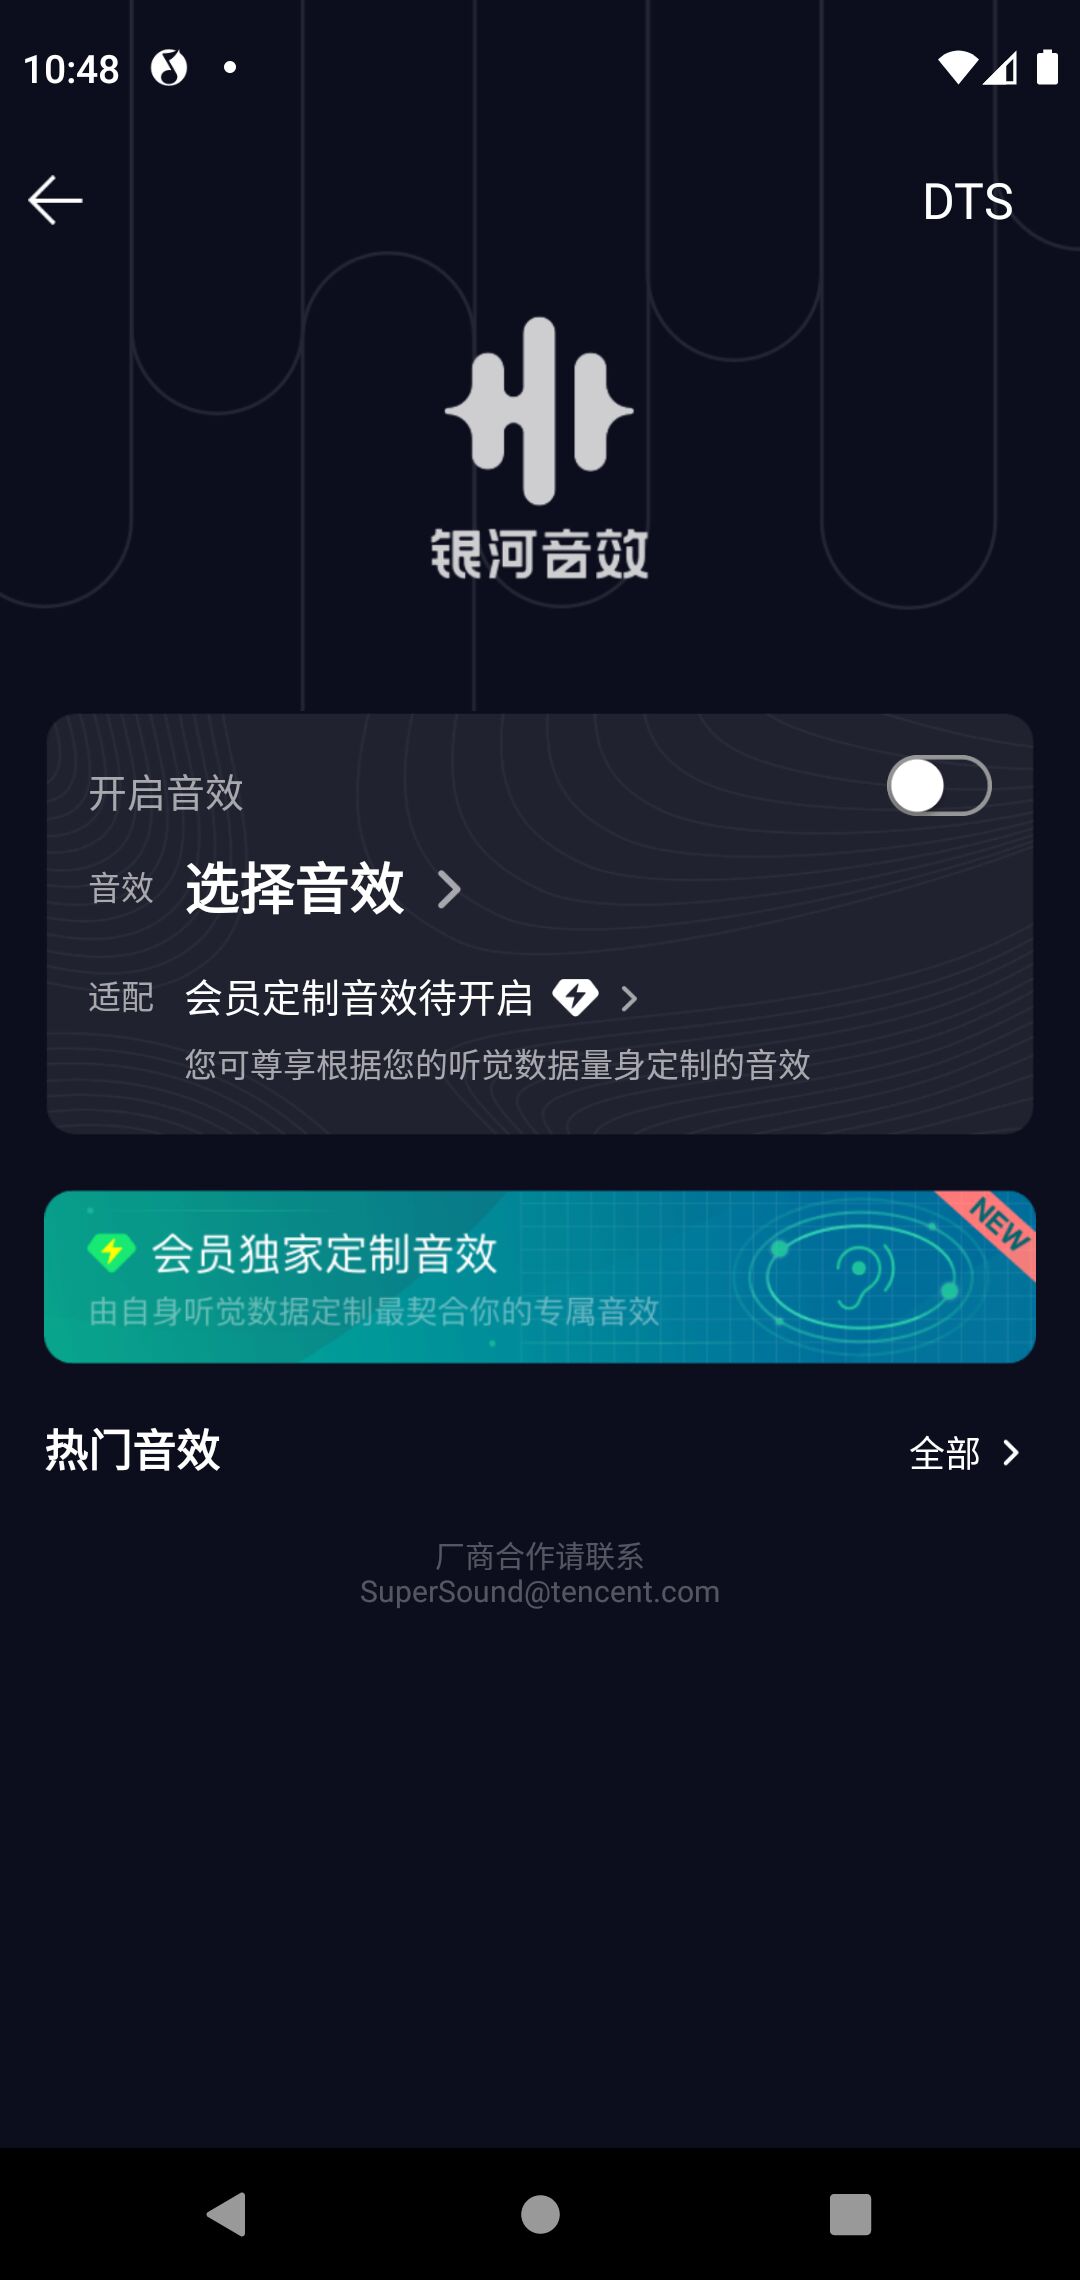 10:48
DTS
银河音效
开启音效
音效 选择音效
适配 会员定制音效待开启
您可尊享根据您的听觉数据量身定制的音效
会员独家定制音效
NEW
由自身听觉数据定制最契合你的专属音效
热门音效
全部
厂商合作请联系
SuperSound@tencent.com